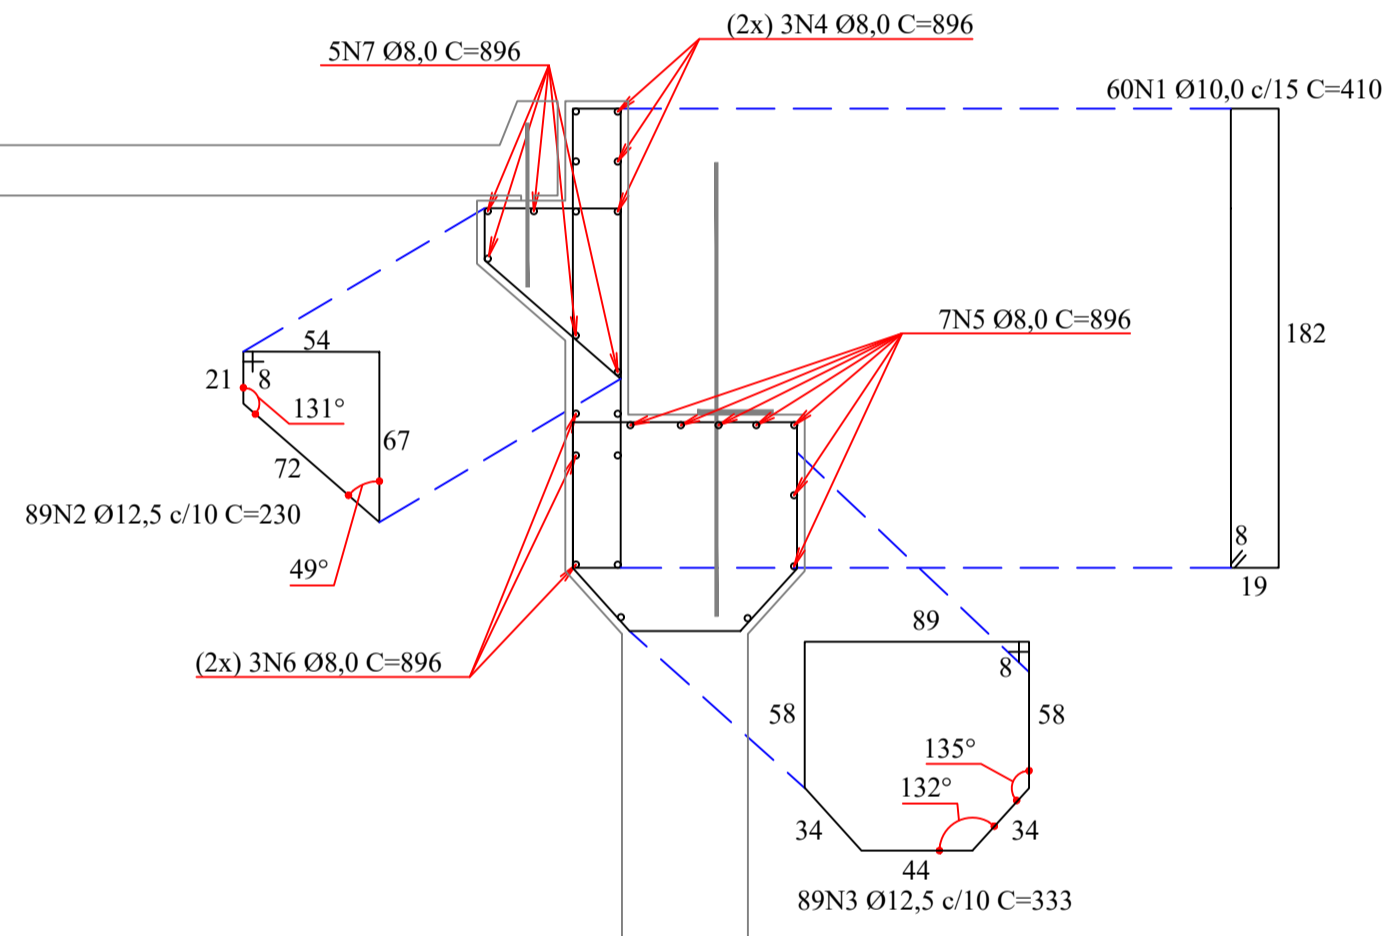 (2x) 3N4 Ø8,0 C=896
5N7 Ø8,0 C=896
60N1 Ø10,0 c/15 C=410
182
7N5 Ø8,0 C=896
54
21
8
131°
67
72
89N2 Ø12,5 c/10 C=230
49°
8
19
89
(2x) 3N6 Ø8,0 C=896
8
58
58
135°
132°
34
34
44
89N3 Ø12,5 c/10 C=333